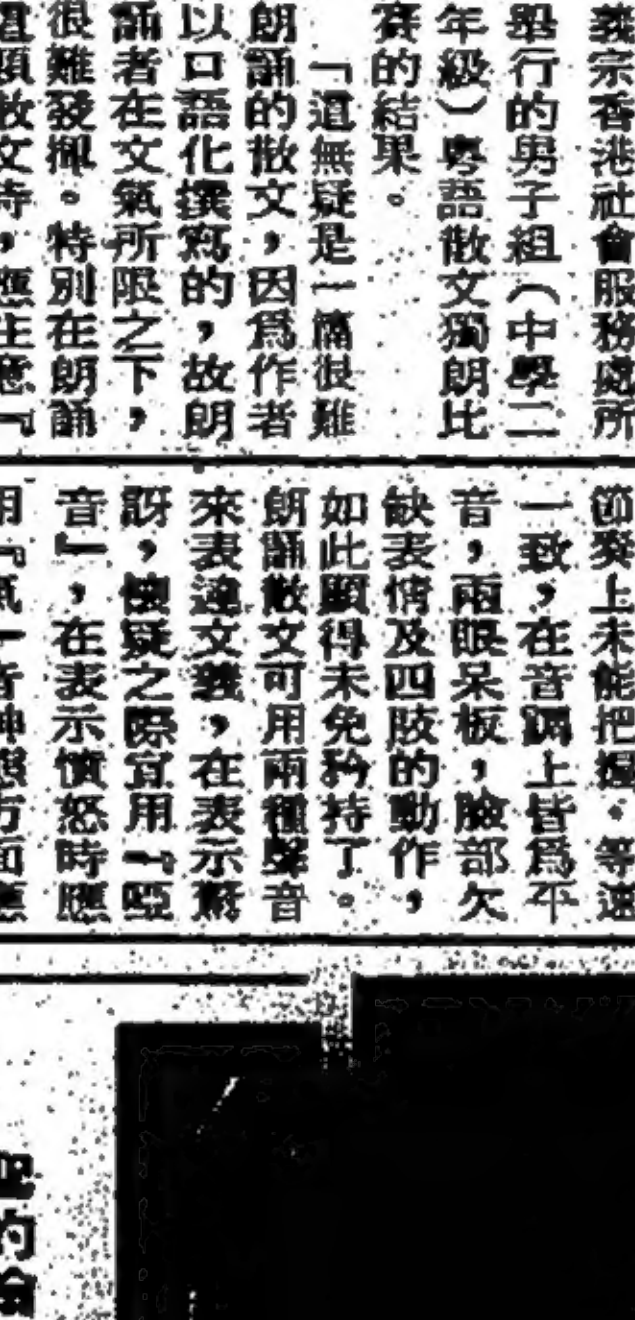 義宗香港社會服務處所
舉行的男子組（中學二
年級）粵語散文獨朗比
賽的結果。
「這無疑是一篇很難
朗誦的散文，因爲作者
以口語化撰寫的，故朗
誦者在文氣所限之下，
很難發揮。特別在朗誦
這類散文時，應注意「
節奏上未能把握。等速
一致，在音調上皆爲平
音，兩眼呆板，臉部欠
缺表情及四肢的動作，
如此顯得未免矜持了。
朗誦散文可用兩種聲音
來表達文義，在表示驚
訝，懷疑之際宜用『啞
音』，在表示憤怒時應
用『氣音神態方面應
把的